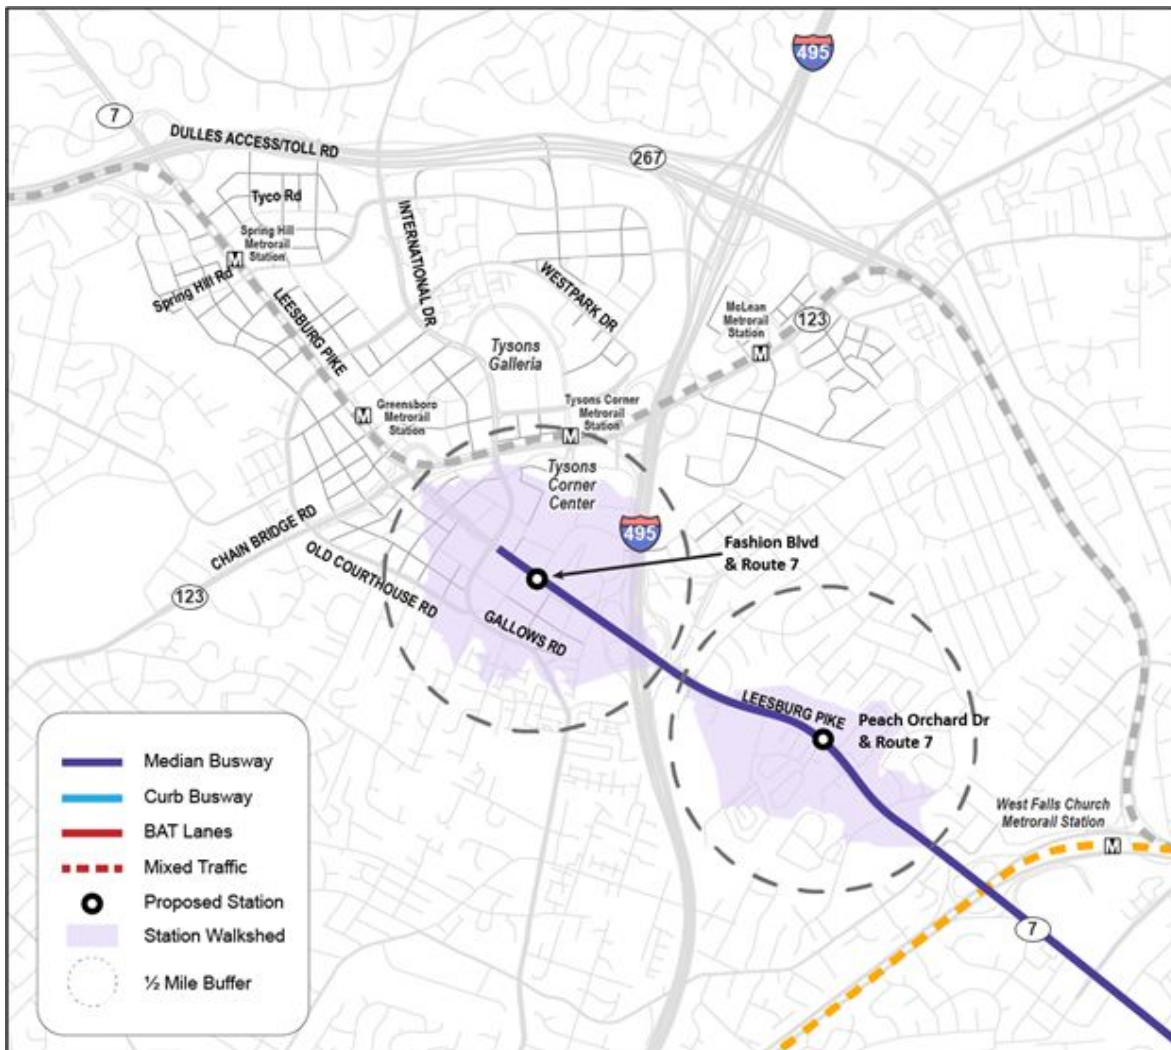 495
7
DULLES ACCESS/TOLL RD
267
Tyco Rd
Spring Hill
Metrorail
Station
INTERNATIONAL DR
Spring Hill Rd
WESTPARK DR
LEESBURG PIKE
McLean
Metrorail
Station
123
M
M
Tysons
Galleria
Greensboro
Metrorail
Station
M
Tysons Corner
Metrorail
Station
M
Tysons
Corner
Center
CHAIN BRIDGE RD
495
Fashion Blvd
& Route 7
OLD COURTHOUSE RD
123
GALLOWS RD
LEESBURG PIKE
Peach Orchard Dr
& Route 7
West Falls Church
Metrorail Station
M
7
Median Busway
Curb Busway
BAT Lanes
Mixed Traffic
Proposed Station
Station Walkshed
½ Mile Buffer